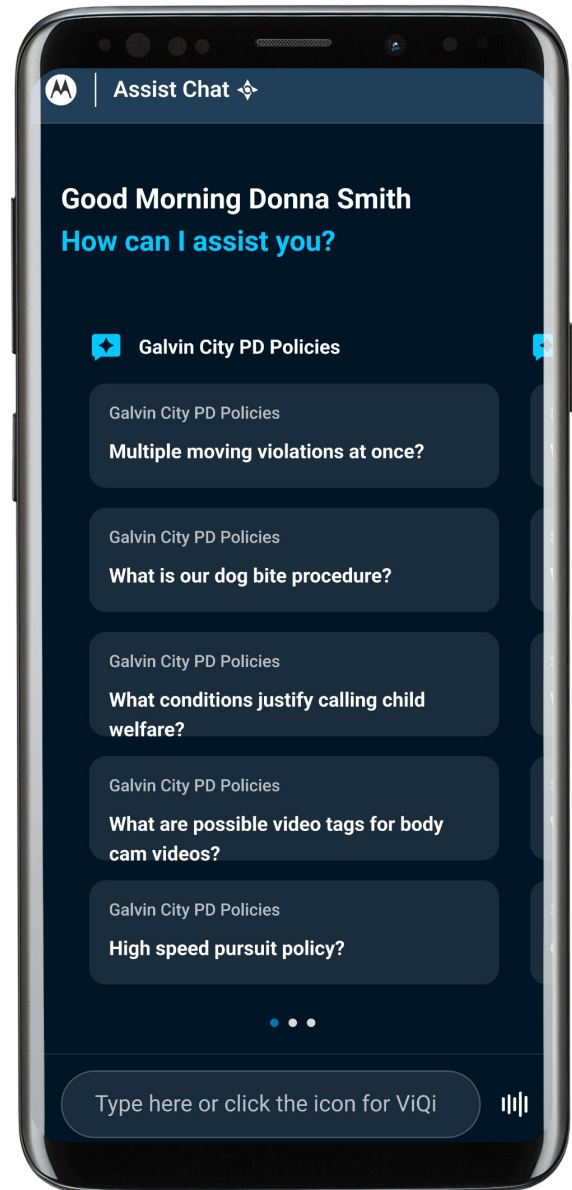 Assist Chat
Good Morning Donna Smith
How can I assist you?
Galvin City PD Policies
Galvin City PD Policies
Multiple moving violations at once?
Galvin City PD Policies
What is our dog bite procedure?
Galvin City PD Policies
What conditions justify calling child
welfare?
Galvin City PD Policies
What are possible video tags for body
cam videos?
Galvin City PD Policies
High speed pursuit policy?
Type here or click the icon for ViQi